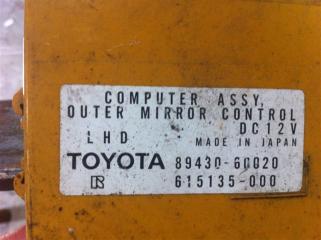 COMPUTER ASSY,
OUTER MIRROR CONTROL
DC12V
LHD MADE IN JAPAN
TOYOTA 89430-60020
R 615135-000